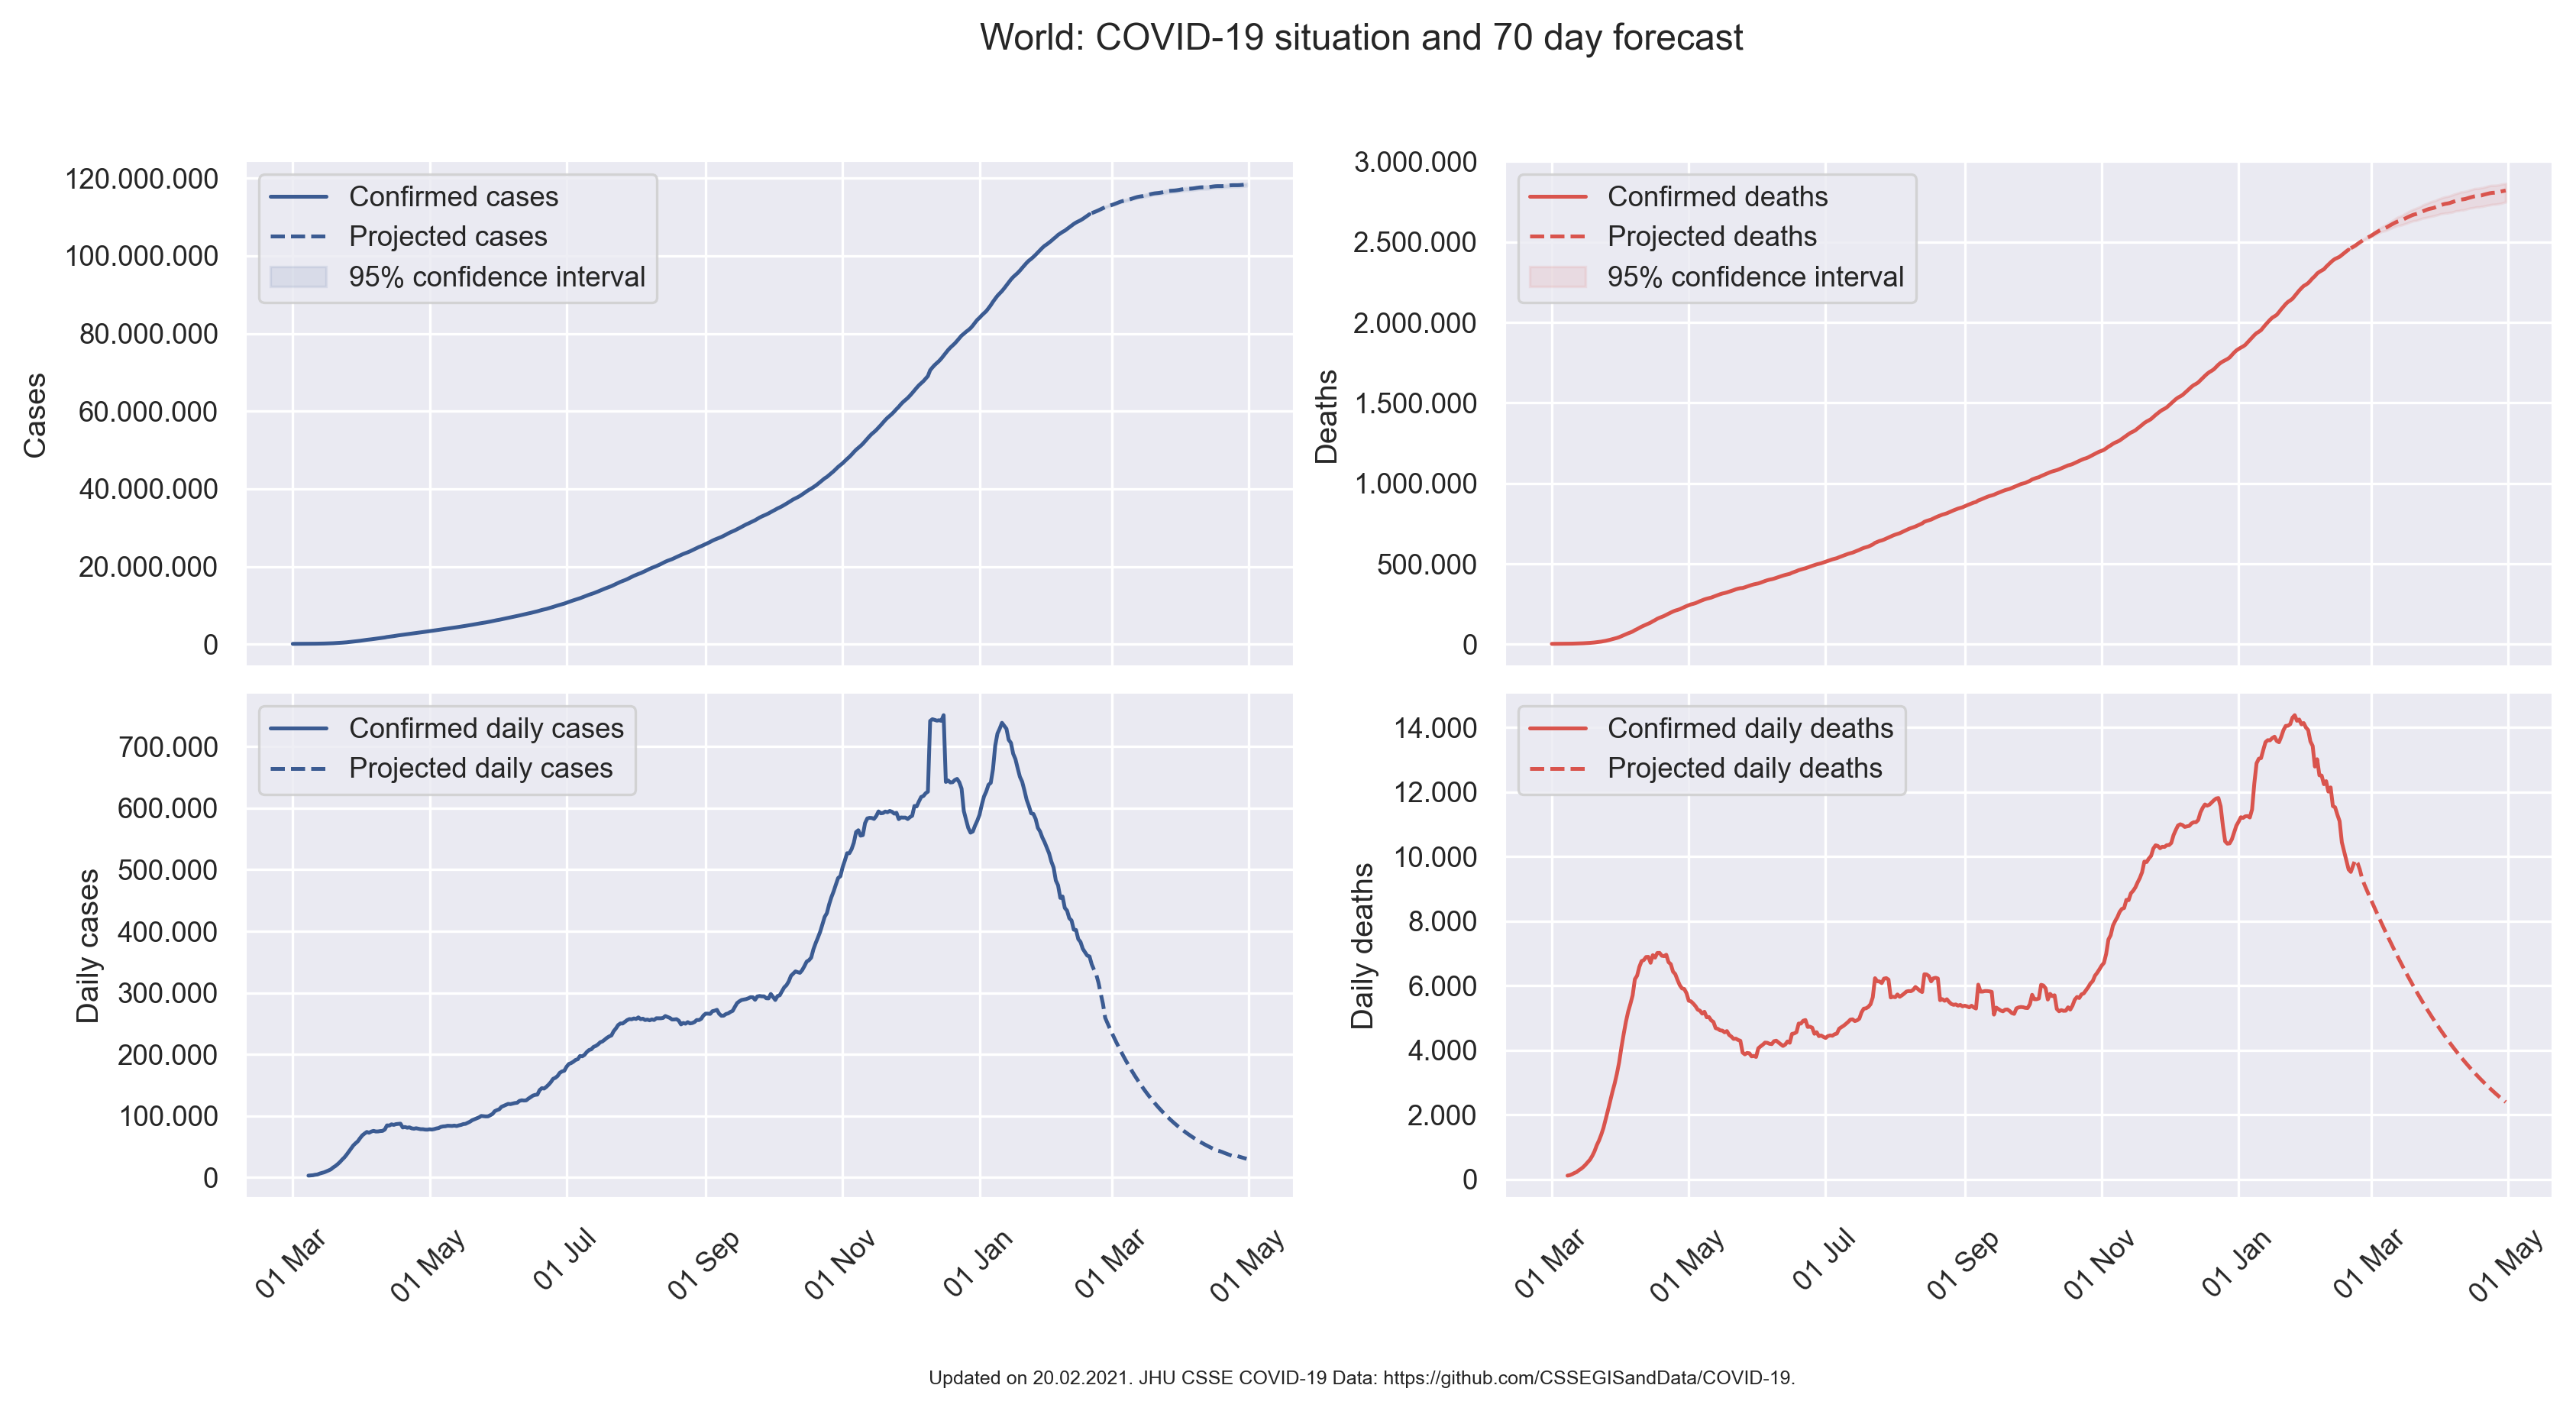 World: COVID-19 situation and 70 day forecast
120.000.000
100.000.000
80.000.000
60.000.000
40.000.000
20.000.000
0
Cases
Confirmed cases
Projected cases
95% confidence interval
3.000.000
2.500.000
2.000.000
1.500.000
1.000.000
500.000
0
Deaths
Confirmed deaths
Projected deaths
95% confidence interval
700.000
600.000
500.000
400.000
300.000
200.000
100.000
0
Daily cases
Confirmed daily cases
Projected daily cases
01 Mar
01 May
01 Jul
01 Sep
01 Nov
01 Jan
01 Mar
01 May
14.000
12.000
10.000
8.000
6.000
4.000
2.000
0
Daily deaths
Confirmed daily deaths
Projected daily deaths
01 Mar
01 May
01 Jul
01 Sep
01 Nov
01 Jan
01 Mar
01 May
Updated on 20.02.2021. JHU CSSE COVID-19 Data: https://github.com/CSSEGISandData/COVID-19.